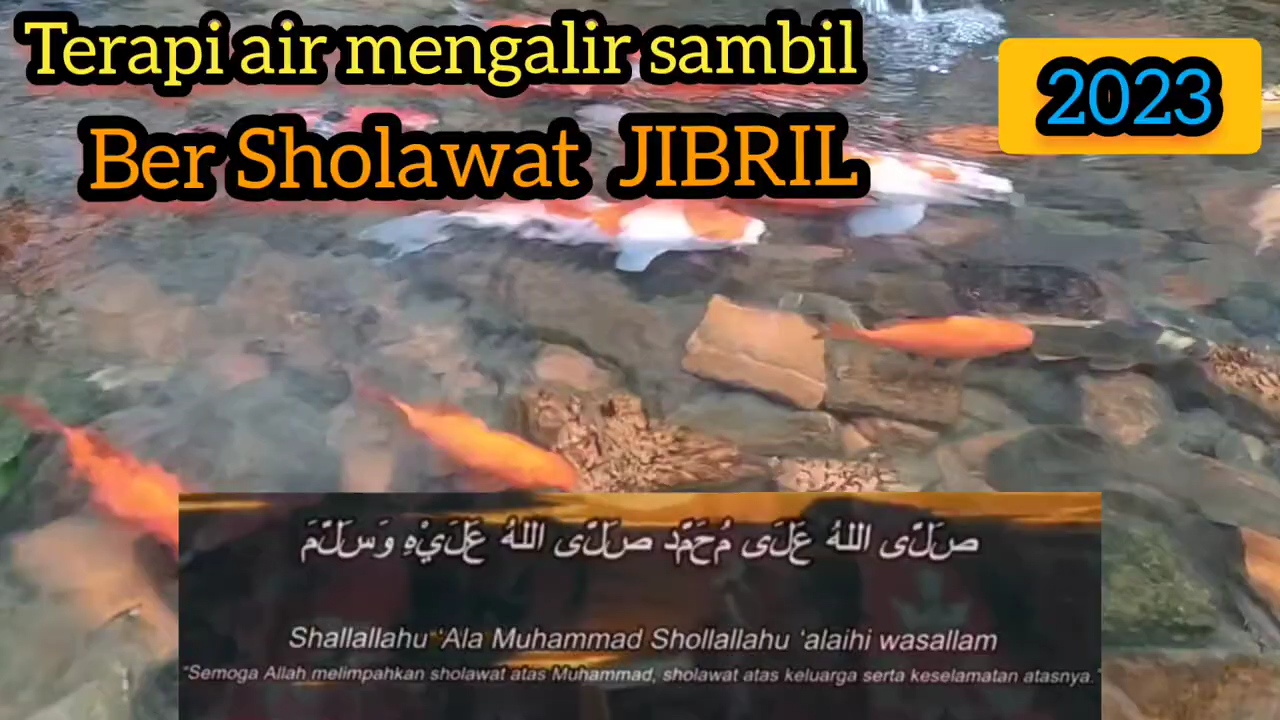 Terapi air mengalir sambil
Ber Sholawat JIBRIL
2023
صَلَّى اللهُ عَلَى مُحَمَّد صَلَّى اللهُ عَلَيْهِ وَسَلَّمَ
Shallallahu ‘Ala Muhammad Shollallahu ‘alaihi wasallam
"Semoga Allah melimpahkan sholawat atas Muhammad, sholawat atas keluarga serta keselamatan atasnya."